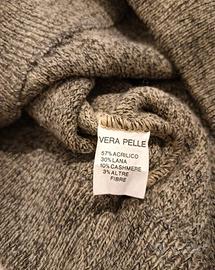 VERA PELLE
57% ACRILICO
30% LANA
10% CASHMERE
3% ALTRE
FIBRE